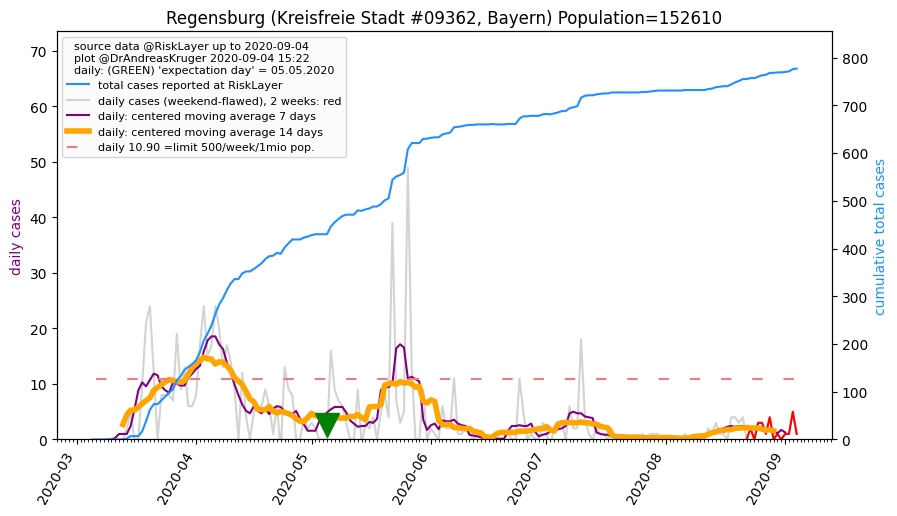 Regensburg (Kreisfreie Stadt #09362, Bayern) Population=152610
source data @RiskLayer up to 2020-09-04
plot @DrAndreasKruger 2020-09-04 15:22
daily: (GREEN) 'expectation day' = 05.05.2020
total cases reported at RiskLayer
daily cases (weekend-flawed), 2 weeks: red
daily: centered moving average 7 days
daily: centered moving average 14 days
daily 10.90 =limit 500/week/1mio pop.
daily cases
70
60
50
40
30
20
10
0
cumulative total cases
800
700
600
500
400
300
200
100
0
2020-03
2020-04
2020-05
2020-06
2020-07
2020-08
2020-09